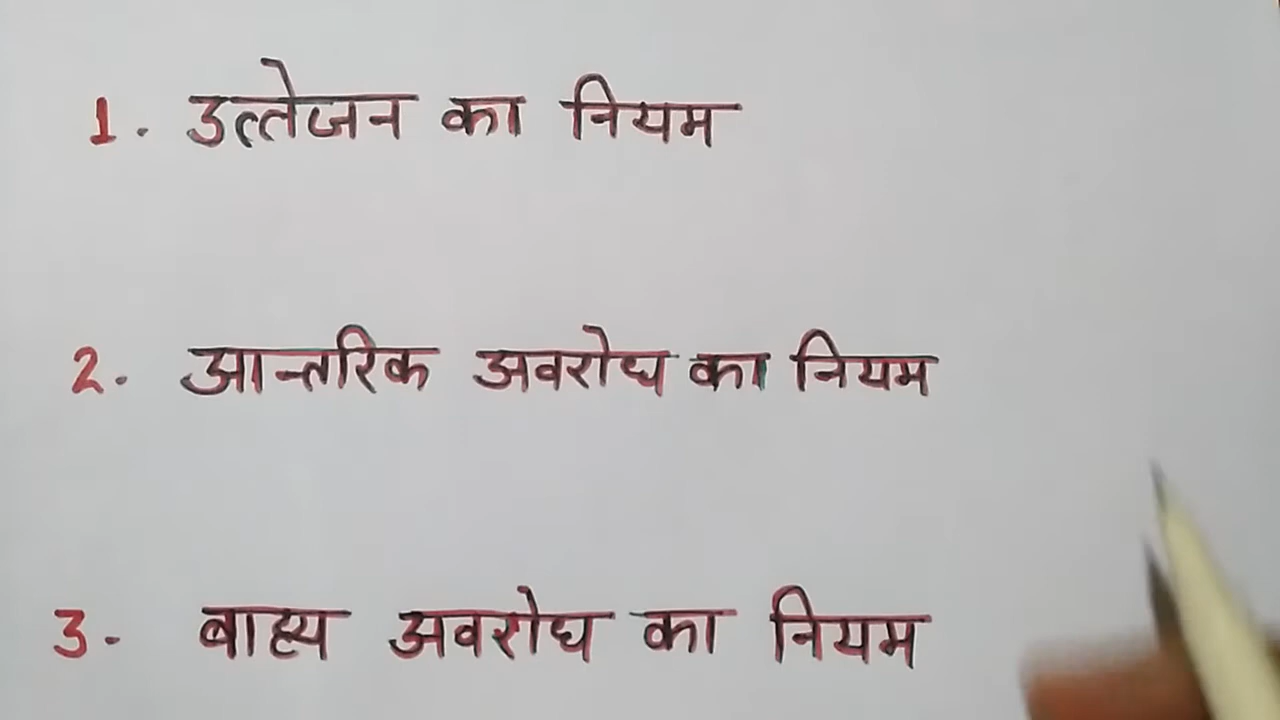 1. उत्तेजन का नियम
2. आन्तरिक अवरोध का नियम
3. बाह्य अवरोध का नियम